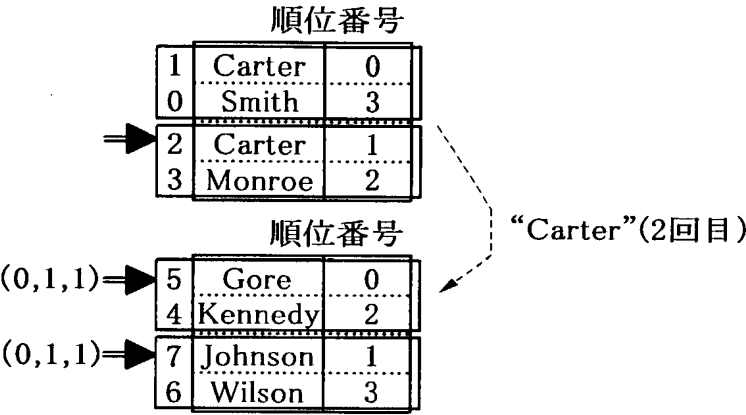 順位番号
1 Carter 0
0 Smith 3
2 Carter 1
3 Monroe 2
“Carter”(2回目)
順位番号
(0,1,1) 5 Gore 0
4 Kennedy 2
(0,1,1) 7 Johnson 1
6 Wilson 3